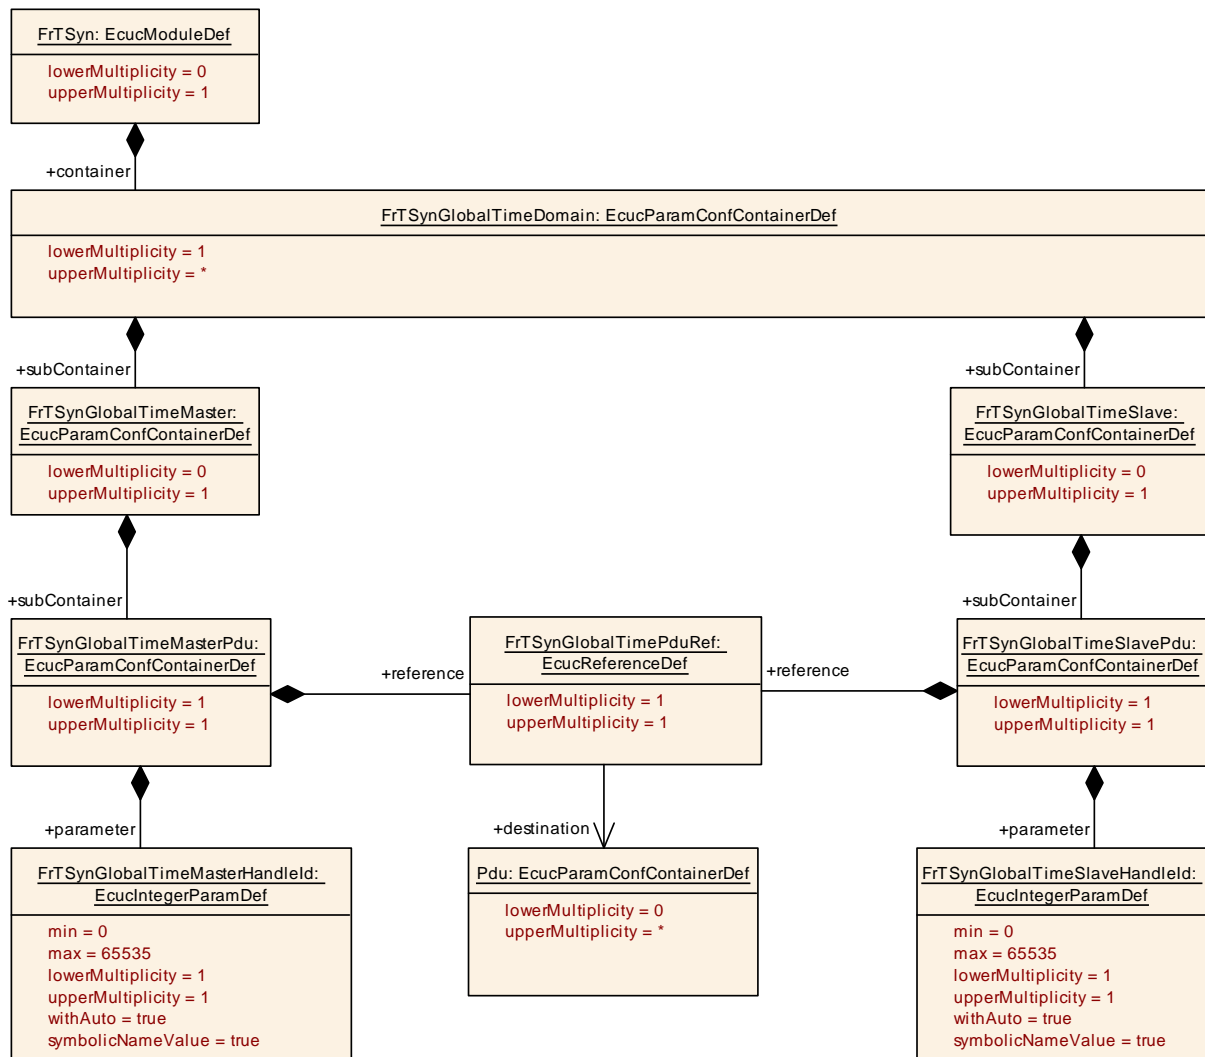 FrTSyn: EcucModuleDef
lowerMultiplicity = 0
upperMultiplicity = 1
+container
FrTSynGlobalTimeDomain: EcucParamConfContainerDef
lowerMultiplicity = 1
upperMultiplicity = *
+subContainer
+subContainer
FrTSynGlobalTimeMaster:
EcucParamConfContainerDef
lowerMultiplicity = 0
upperMultiplicity = 1
FrTSynGlobalTimeSlave:
EcucParamConfContainerDef
lowerMultiplicity = 0
upperMultiplicity = 1
+subContainer
+subContainer
FrTSynGlobalTimeMasterPdu:
EcucParamConfContainerDef
lowerMultiplicity = 1
upperMultiplicity = 1
+reference
FrTSynGlobalTimePduRef:
EcucReferenceDef
lowerMultiplicity = 1
upperMultiplicity = 1
+reference
FrTSynGlobalTimeSlavePdu:
EcucParamConfContainerDef
lowerMultiplicity = 1
upperMultiplicity = 1
+parameter
+destination
+parameter
FrTSynGlobalTimeMasterHandleId:
EcucIntegerParamDef
min = 0
max = 65535
lowerMultiplicity = 1
upperMultiplicity = 1
withAuto = true
symbolicNameValue = true
Pdu: EcucParamConfContainerDef
lowerMultiplicity = 0
upperMultiplicity = *
FrTSynGlobalTimeSlaveHandleId:
EcucIntegerParamDef
min = 0
max = 65535
lowerMultiplicity = 1
upperMultiplicity = 1
withAuto = true
symbolicNameValue = true